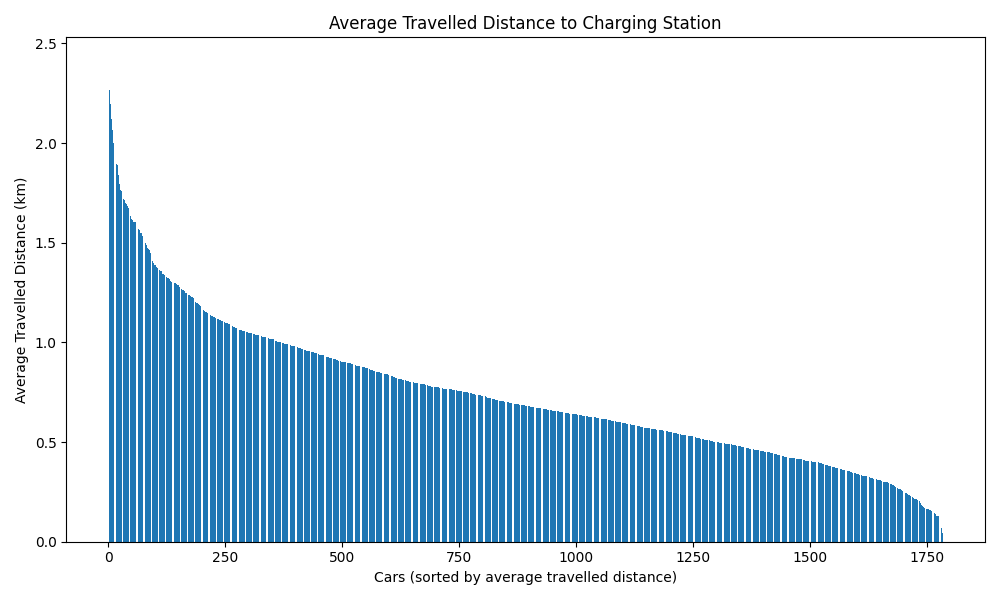 Average Travelled Distance to Charging Station
2.5
2.0
1.5
1.0
0.5
0.0
Average Travelled Distance (km)
0 250 500 750 1000 1250 1500 1750
Cars (sorted by average travelled distance)